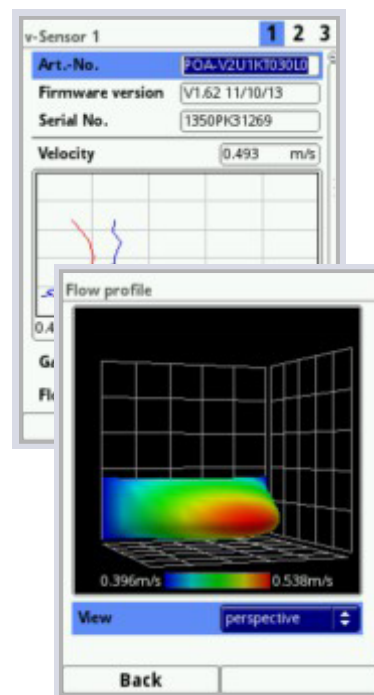 v-Sensor 1 1 2 3
Art.-No. POA-V2U1KT030L0
Firmware version V1.62 11/10/13
Serial No. 1350PK31269
Velocity 0.493 m/s
Flow profile
0.396m/s 0.538m/s
View perspective
Back